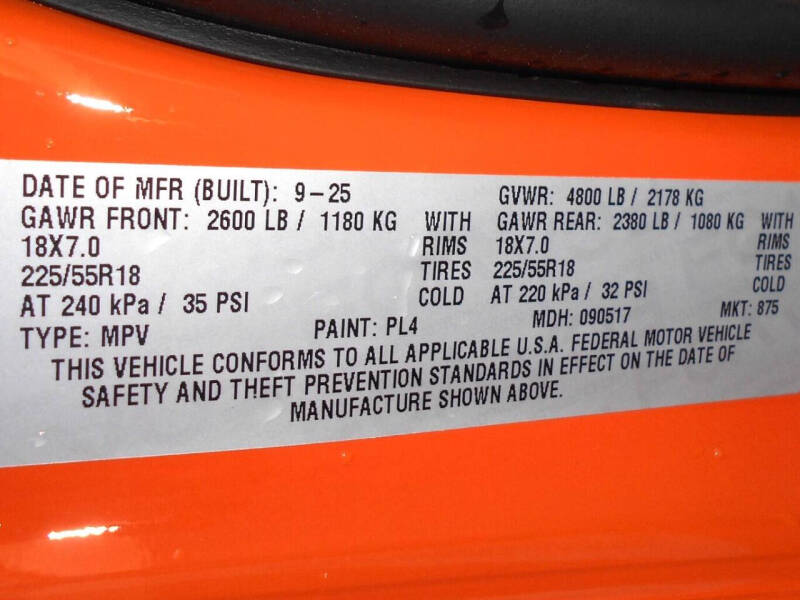 DATE OF MFR (BUILT): 9-25 GVWR: 4800 LB / 2178 KG
GAWR FRONT: 2600 LB / 1180 KG WITH GAWR REAR: 2380 LB / 1080 KG WITH
18X7.0 RIMS 18X7.0 RIMS
225/55R18 TIRES 225/55R18 TIRES
AT 240 kPa / 35 PSI COLD AT 220 kPa / 32 PSI COLD
TYPE: MPV PAINT: PL4 MDH: 090517 MKT: 875
THIS VEHICLE CONFORMS TO ALL APPLICABLE U.S.A. FEDERAL MOTOR VEHICLE
SAFETY AND THEFT PREVENTION STANDARDS IN EFFECT ON THE DATE OF
MANUFACTURE SHOWN ABOVE.